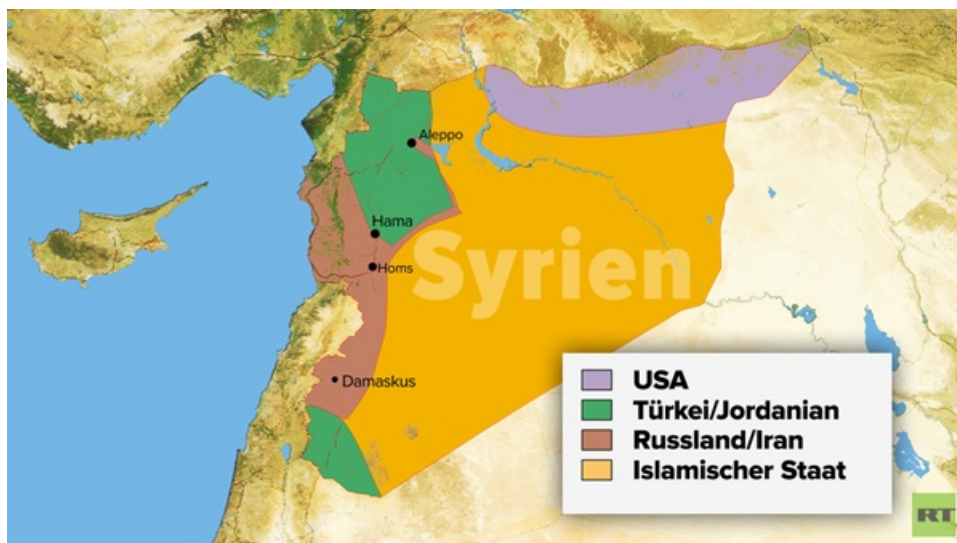 Aleppo
Hama
Syrien
Homs
Damaskus
USA
Türkei/Jordanian
Russland/Iran
Islamischer Staat
RT